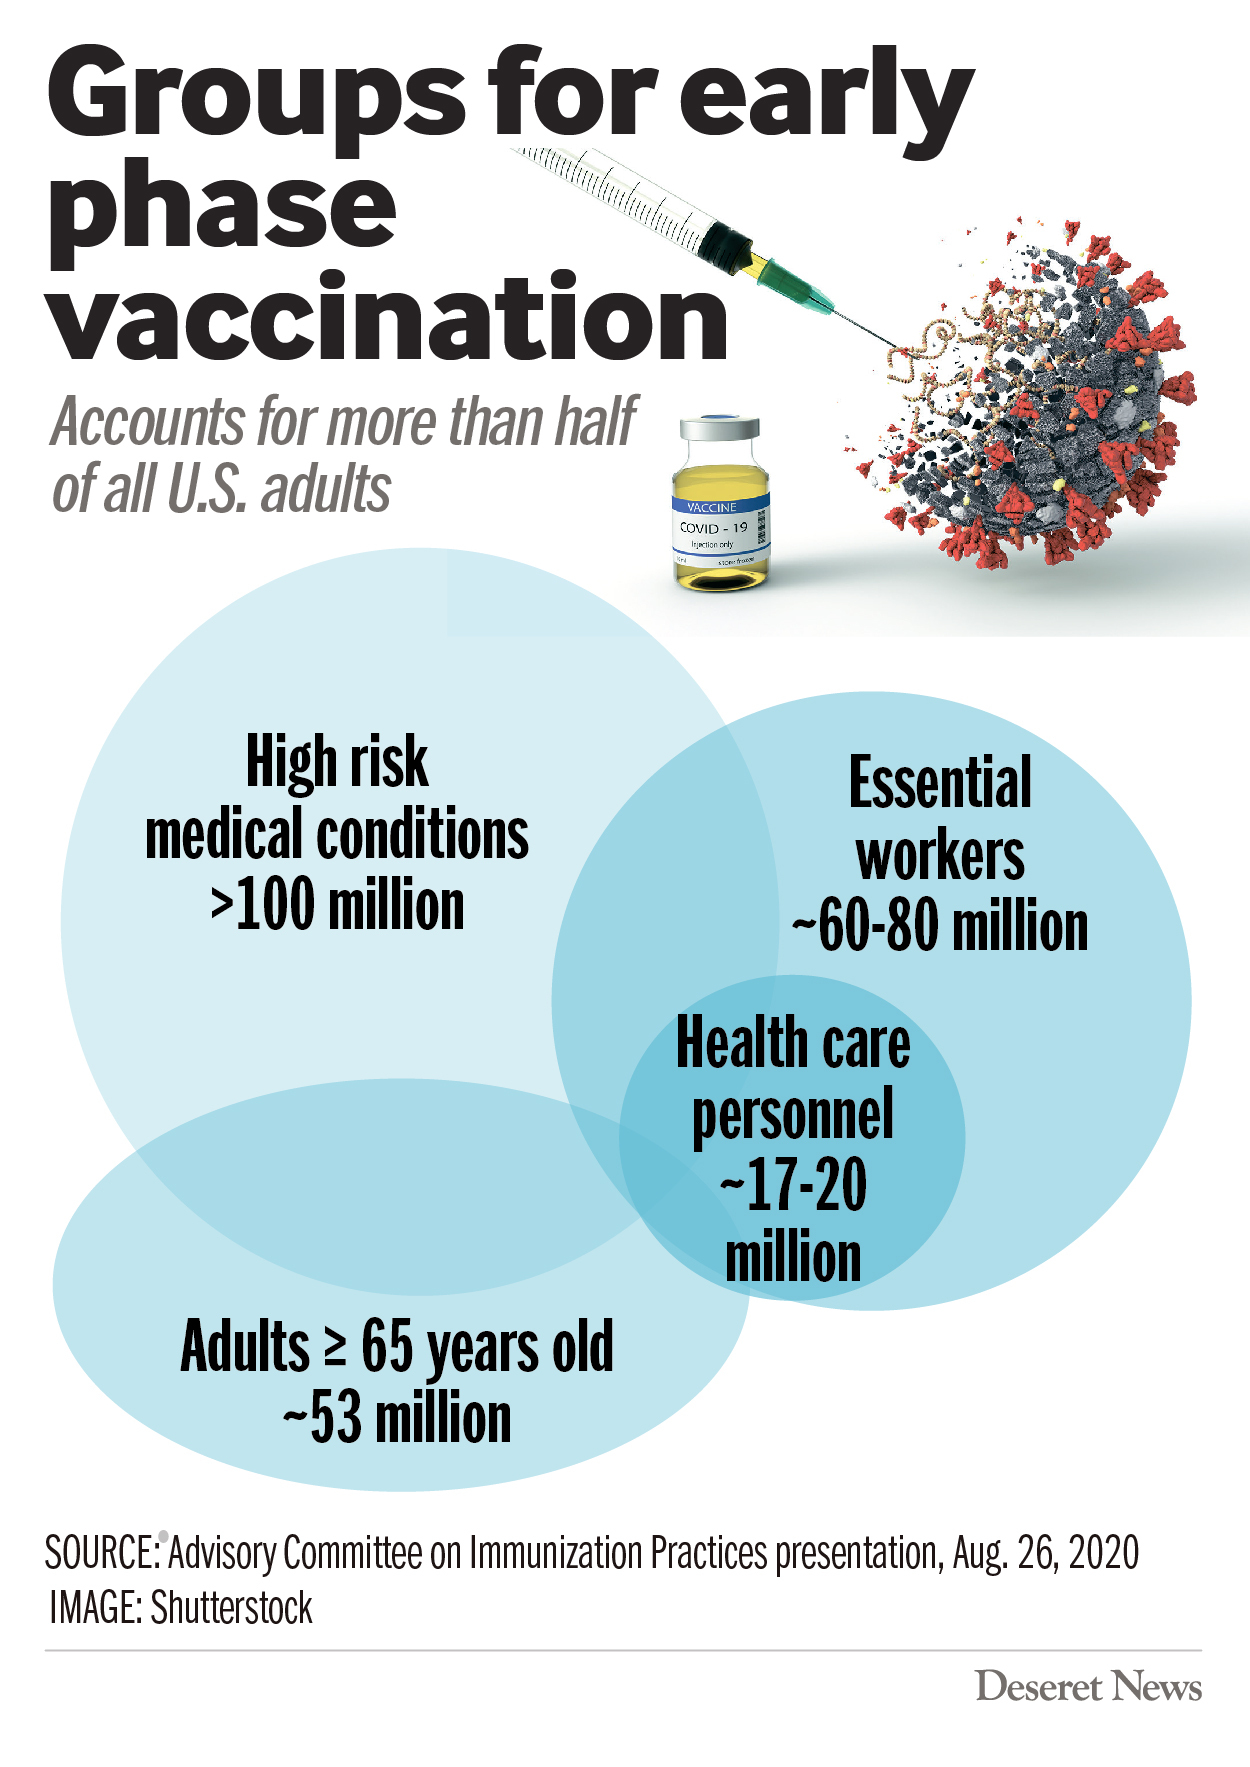 Groups for early
phase
vaccination
Accounts for more than half
of all U.S. adults
VACCINE
COVID - 19
Injection only
High risk
medical conditions
>100 million
Essential
workers
~60-80 million
Health care
personnel
~17-20
million
Adults ≥ 65 years old
~53 million
SOURCE: Advisory Committee on Immunization Practices presentation, Aug. 26, 2020
IMAGE: Shutterstock
Deseret News